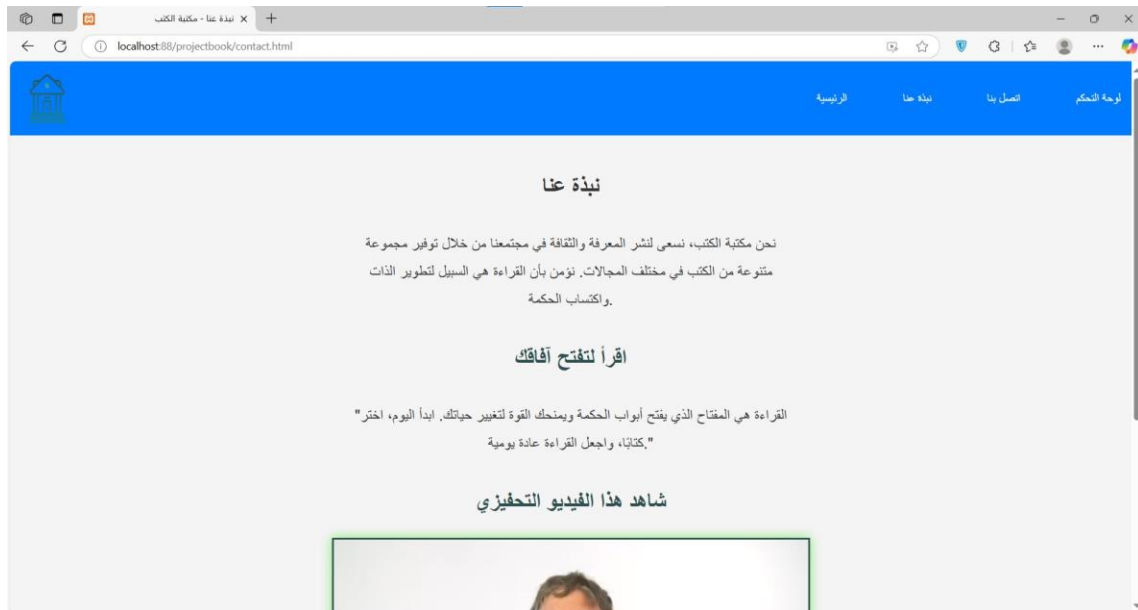 نبذة عنا - مكتبة الكتب
localhost:88/projectbook/contact.html
الرئيسية
نبذة عنا
اتصل بنا
لوحة التحكم
نبذة عنا
نحن مكتبة الكتب، نسعى لنشر المعرفة والثقافة في مجتمعنا من خلال توفير مجموعة
متنوعة من الكتب في مختلف المجالات. نؤمن بأن القراءة هي السبيل لتطوير الذات
.واكتساب الحكمة
اقرأ لتفتح آفاقك
القراءة هي المفتاح الذي يفتح أبواب الحكمة ويمنحك القوة لتغيير حياتك. ابدأ اليوم، اختر"
".كتابًا، واجعل القراءة عادة يومية
شاهد هذا الفيديو التحفيزي